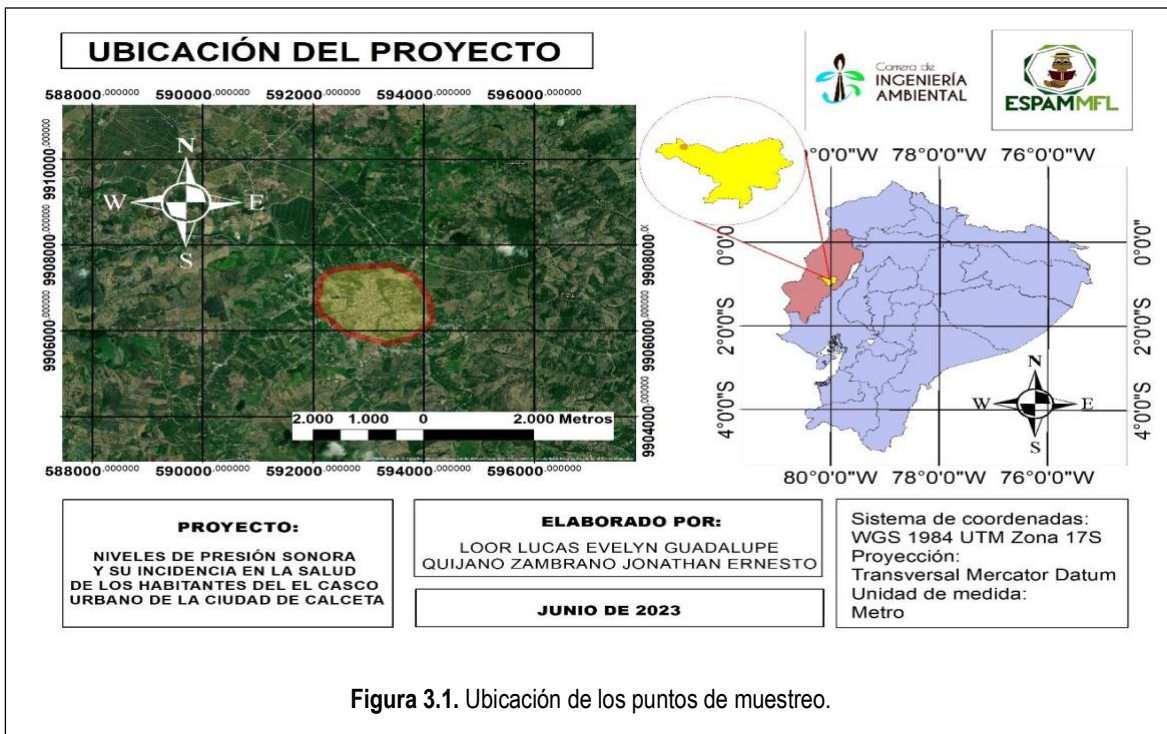 UBICACIÓN DEL PROYECTO
Carrera de
INGENIERÍA
AMBIENTAL
ESPAMMFL
588000.000000 590000.000000 592000.000000 594000.000000 596000.000000
9910000.000000
9908000.000000
9906000.000000
N
W E
S
9908000
9906000.000000
9904000.000000
2.000 1.000 0 2.000 Metros
588000.000000 590000.000000 592000.000000 594000.000000 596000.000000
°0'0"W 78°0'0"W 76°0'0"W
0°0'0"
2°0'0"S
4°0'0"S
0°0'0"
2°0'0"S
4°0'0"S
N
W E
S
80°0'0"W 78°0'0"W 76°0'0"W
PROYECTO:
NIVELES DE PRESIÓN SONORA
Y SU INCIDENCIA EN LA SALUD
DE LOS HABITANTES DEL EL CASCO
URBANO DE LA CIUDAD DE CALCETA
ELABORADO POR:
LOOR LUCAS EVELYN GUADALUPE
QUIJANO ZAMBRANO JONATHAN ERNESTO
JUNIO DE 2023
Sistema de coordenadas:
WGS 1984 UTM Zona 17S
Proyección:
Transversal Mercator Datum
Unidad de medida:
Metro
Figura 3.1. Ubicación de los puntos de muestreo.